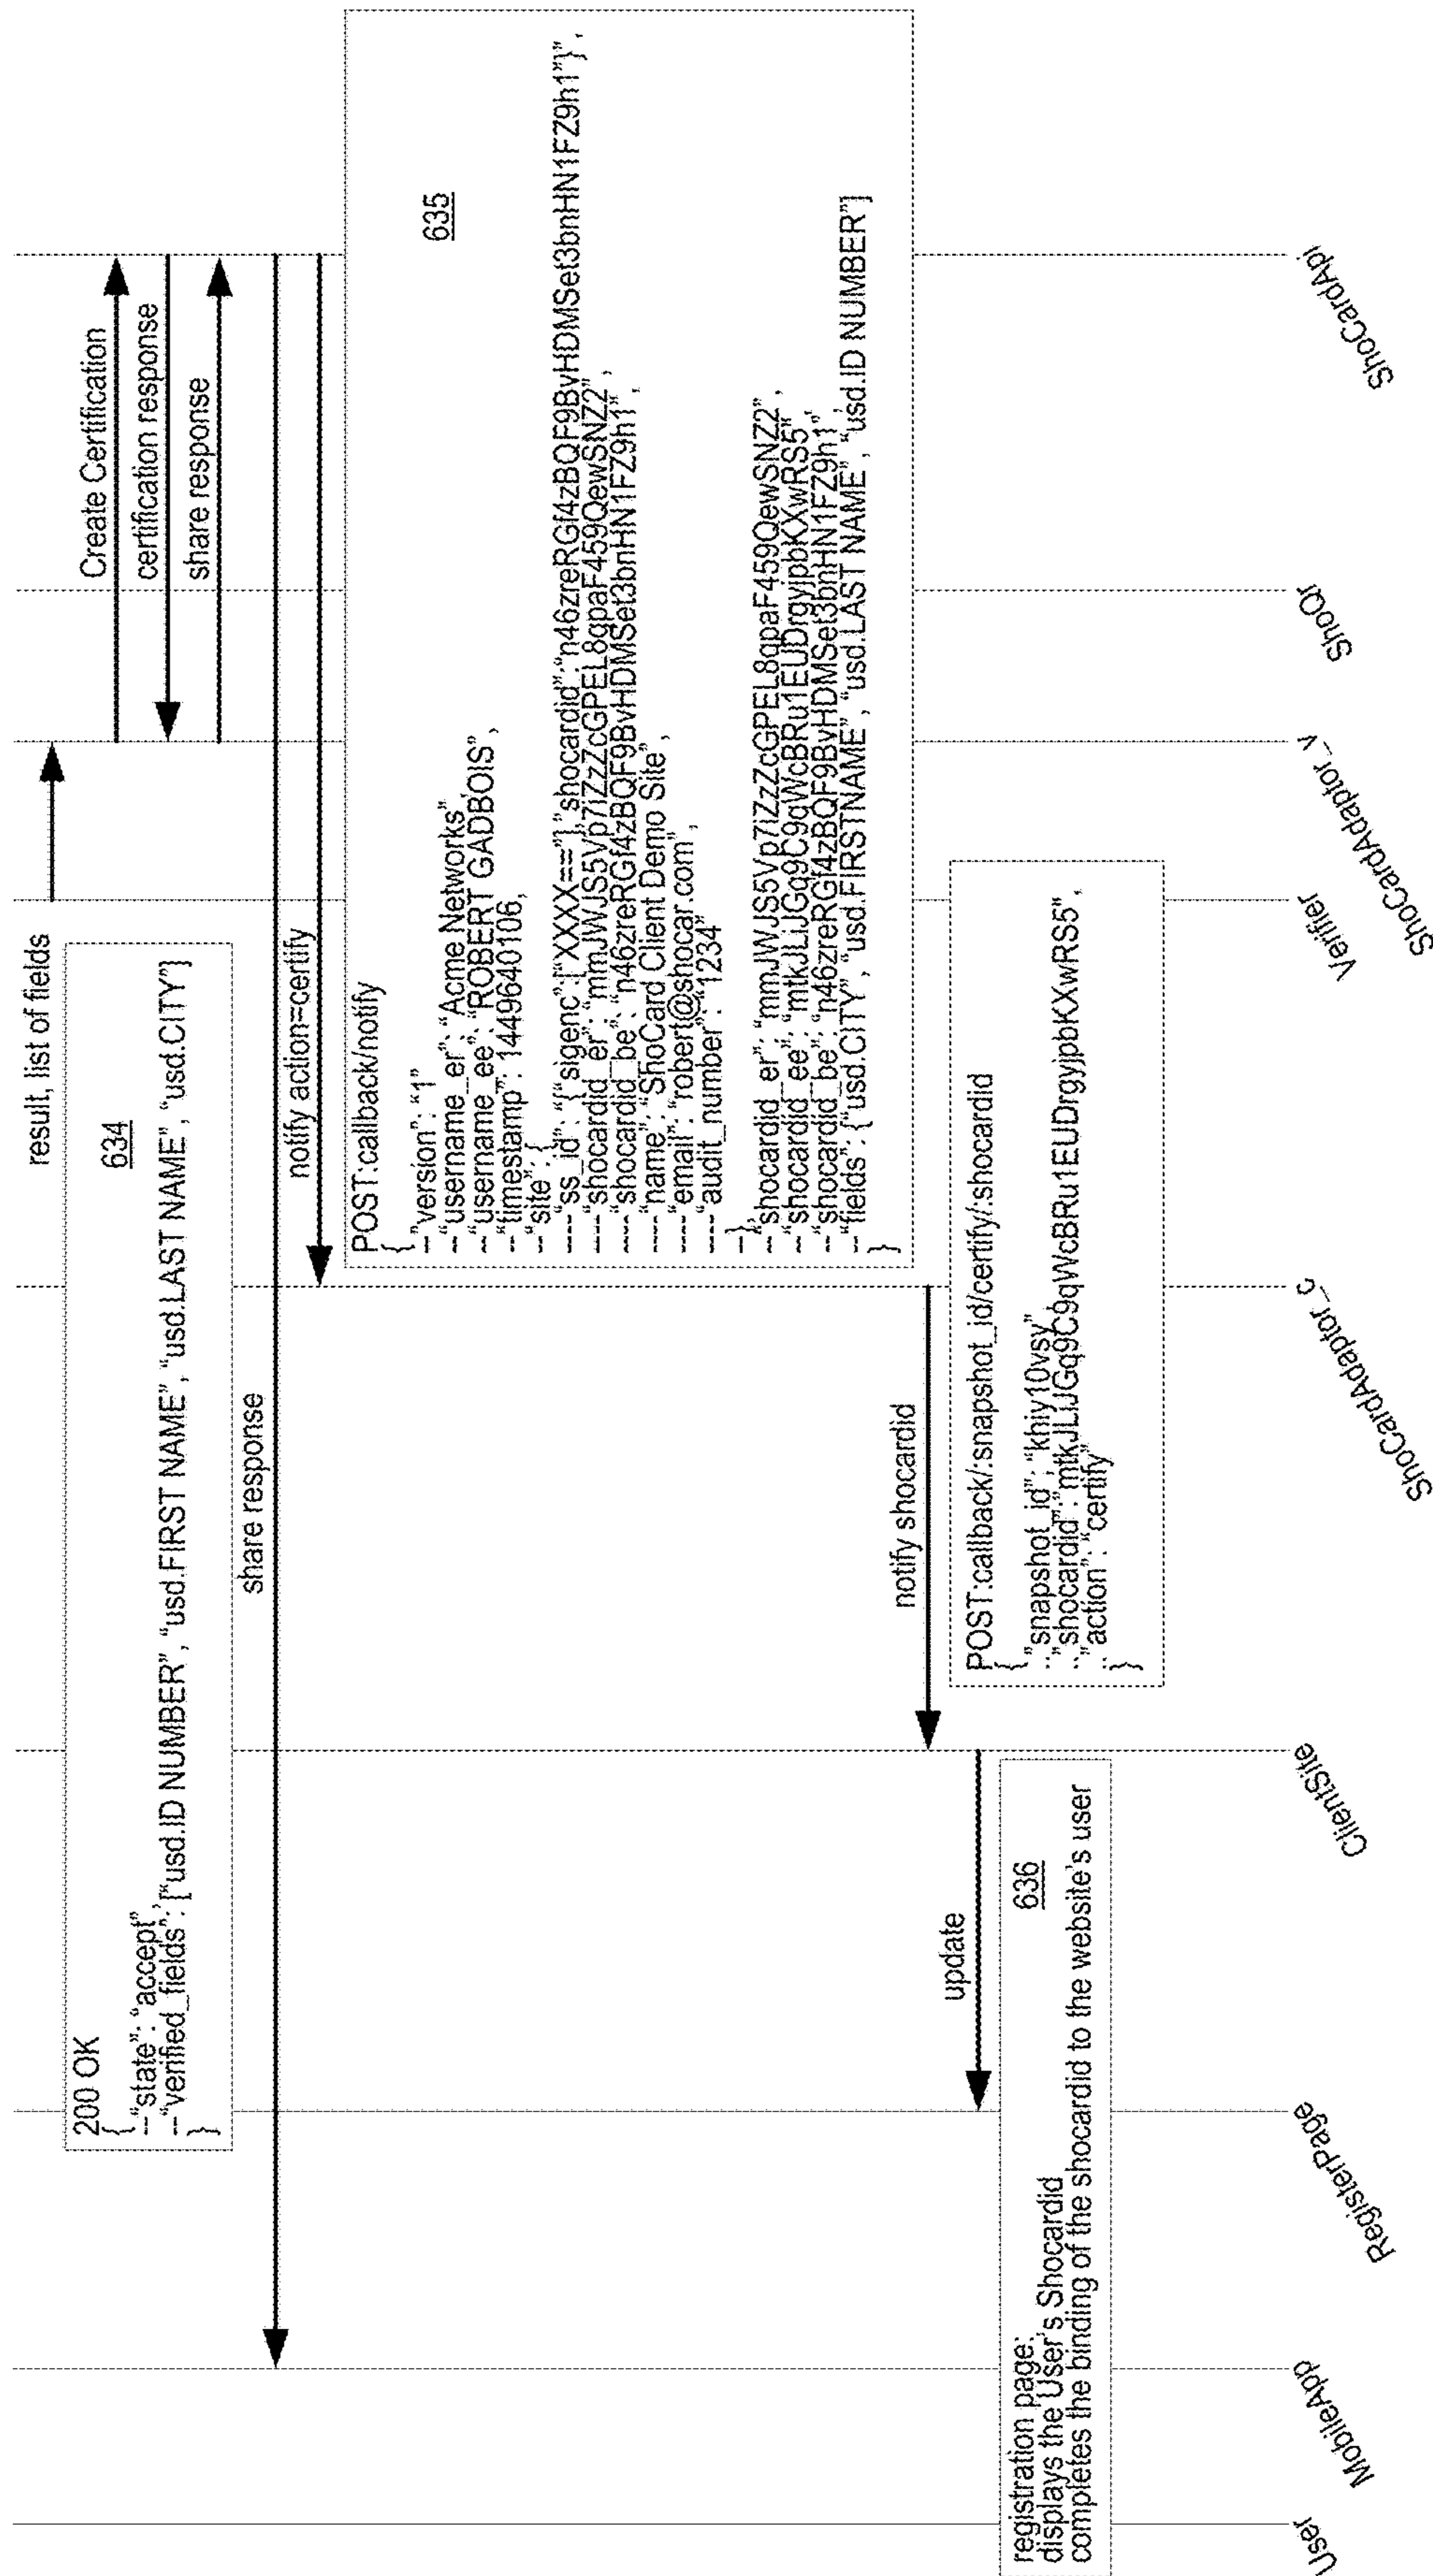 result, list of fields
200 OK
634
{
--"state": "accept",
--"verified_fields": ["usd.ID NUMBER", "usd.FIRST NAME", "usd.LAST NAME", "usd.CITY"]
}
Create Certification
certification response
share response
share response
notify action=certify
POST:callback/notify
635
{
--"version": "1"
--"username_er": "Acme Networks"
--"username_ee": "ROBERT GADBOIS",
--"timestamp": 1449640106,
--"site": {
----"ss_id": "{"sigenc":["XXXX=="],"shocardid":"n46zreRGf4zBQF9BvHDMSet3bnHN1FZ9h1"}",
----"shocardid_er": "mmJWJS5Vp7iZzZcGPEL8qpaF459QewSNZ2",
----"shocardid_be": "n46zreRGf4zBQF9BvHDMSet3bnHN1FZ9h1",
----"name": "ShoCard Client Demo Site",
----"email": "robert@shocar.com",
----"audit_number": "1234"
--},
--"shocardid_er": "mmJWJS5Vp7iZzZcGPEL8qpaF459QewSNZ2",
--"shocardid_ee": "mtkJLiJGq9C9qWcBRu1EUDrgyjpbKXwRS5",
--"shocardid_be": "n46zreRGf4zBQF9BvHDMSet3bnHN1FZ9h1",
--"fields": {"usd.CITY", "usd.FIRSTNAME", "usd.LAST NAME", "usd.ID NUMBER"]
}
notify shocardid
POST:callback/:snapshot_id/certify/:shocardid
{
--"snapshot_id": "khiy10vsy",
--"shocardid":"mtkJLiJGq9C9qWcBRu1EUDrgyjpbKXwRS5",
--"action": "certify"
}
update
636
registration page:
displays the User's Shocardid
completes the binding of the shocardid to the website's user
User
MobileApp
RegisterPage
ClientSite
ShoCardAdaptor_c
Verifier
ShoCardAdaptor_v
ShoQr
ShoCardApi